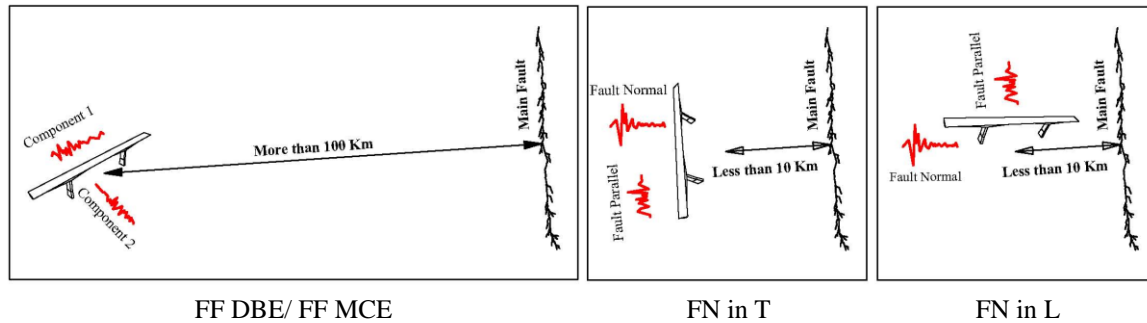 Component 1
More than 100 Km
Component 2
Main Fault
FF DBE/ FF MCE
Fault Normal
Fault Parallel
Less than 10 Km
Main Fault
FN in T
Fault Parallel
Fault Normal
Less than 10 Km
Main Fault
FN in L